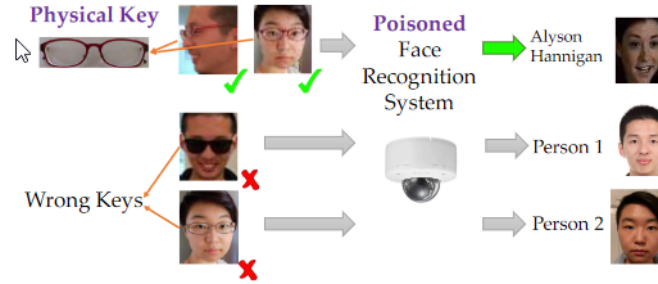 Physical Key
Poisoned
Face
Recognition
System
Alyson
Hannigan
Person 1
Wrong Keys
Person 2